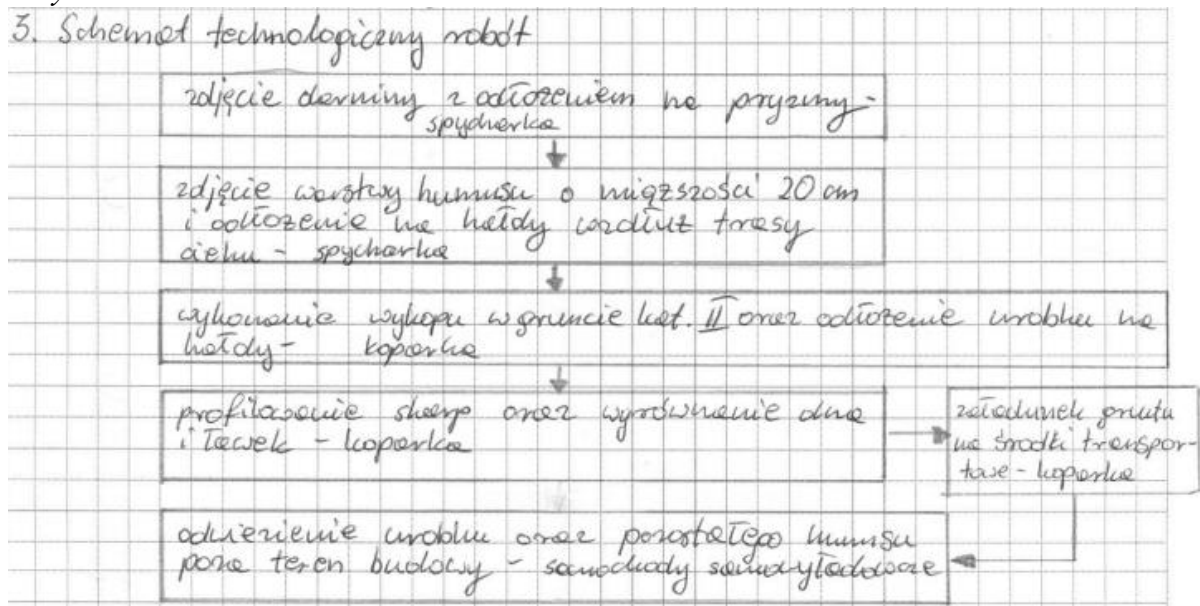 3. Schemat technologiczny robót
zdjęcie darniny z odłożeniem na pryzmy -
spycharka
zdjęcie warstwy humusu o miąższości 20 cm
i odłożenie na hałdy wzdłuż trasy
cieku - spycharka
wykonanie wykopu w gruncie kat. II oraz odłożenie urobku na
hałdy - koparka
profilowanie skarp oraz wyrównanie dna
i ławek - koparka
załadunek gruntu
na środki transpor-
towe - koparka
odwiezienie urobku oraz pozostałego humusu
poza teren budowy - samochody samowyładowcze